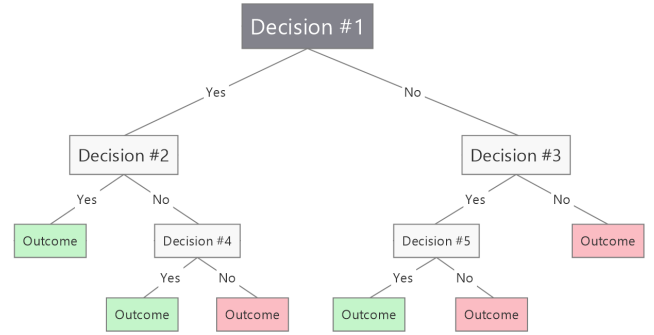 Decision #1
Yes
No
Decision #2
Decision #3
Yes
No
Yes
No
Outcome
Decision #4
Decision #5
Outcome
Yes
No
Yes
No
Outcome
Outcome
Outcome
Outcome